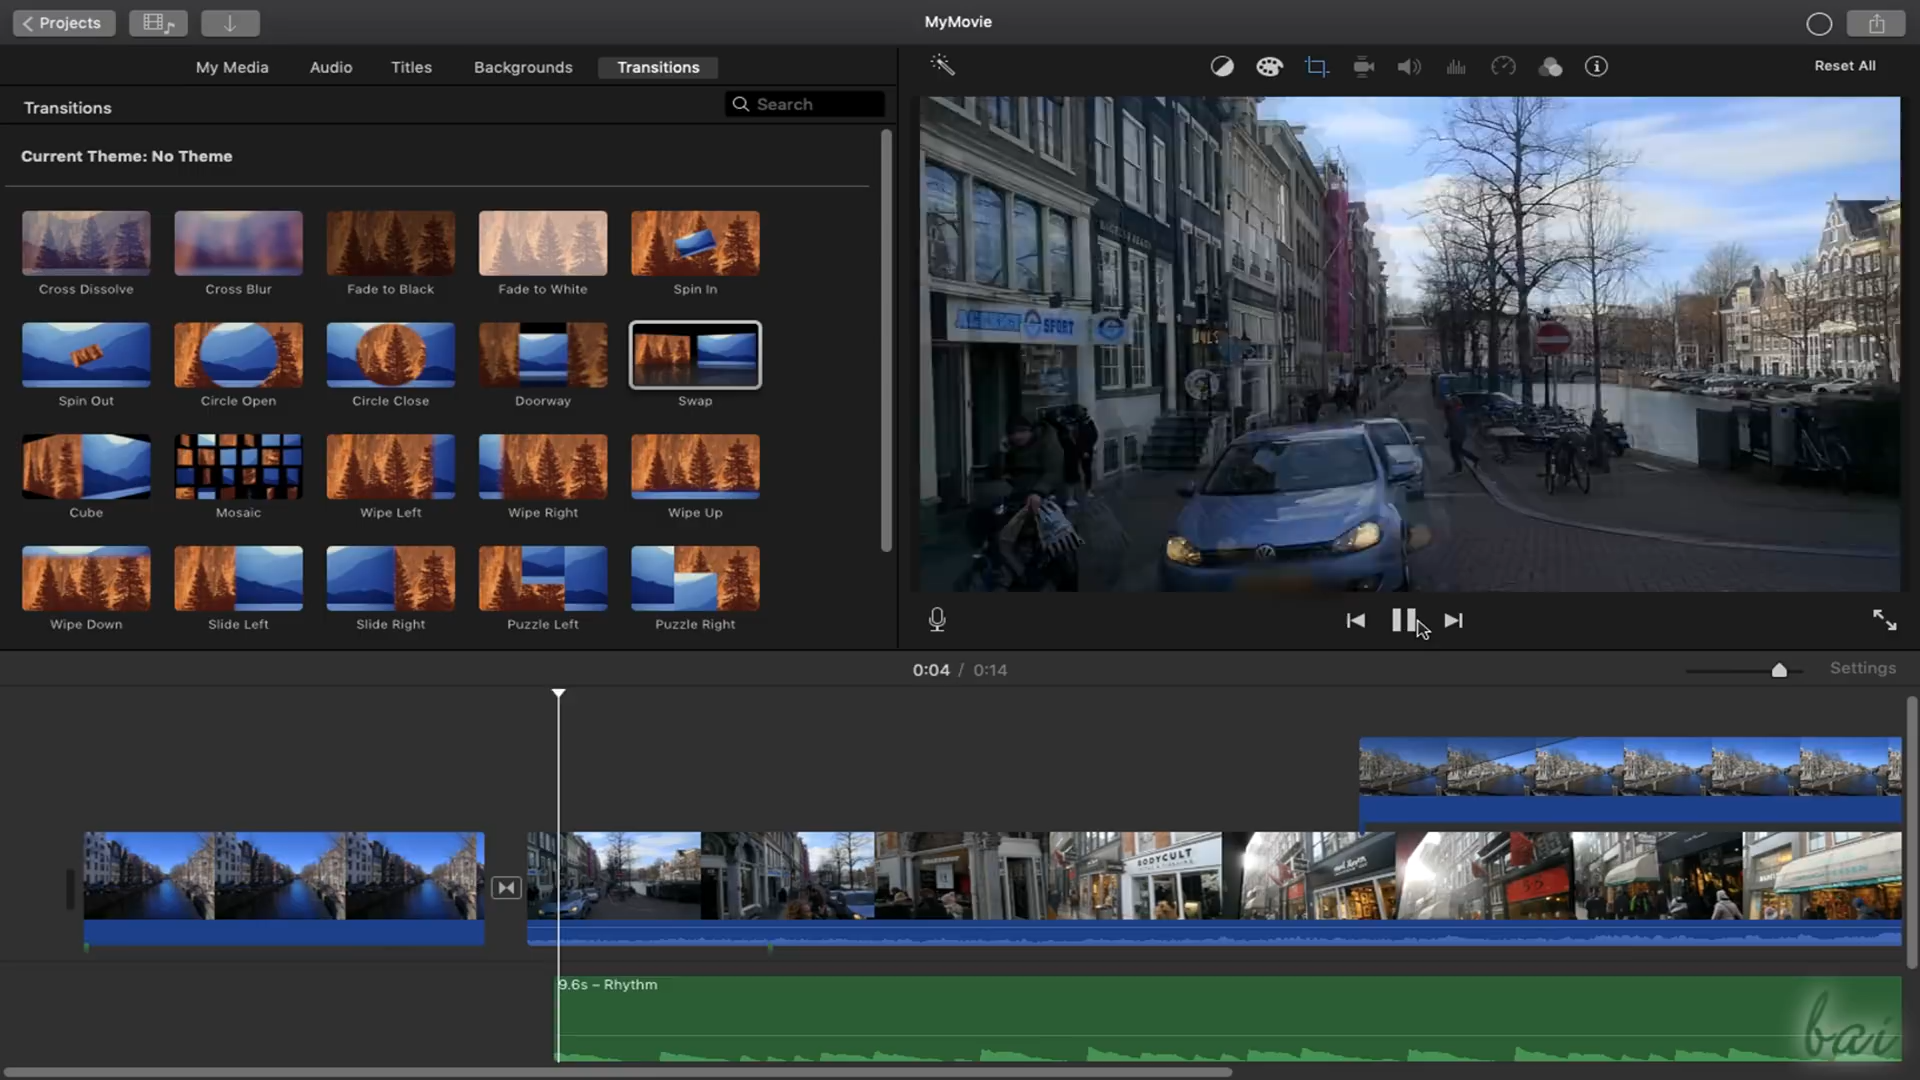 Projects
MyMovie
My Media
Audio
Titles
Backgrounds
Transitions
Reset All
Transitions
Search
Current Theme: No Theme
Cross Dissolve
Cross Blur
Fade to Black
Fade to White
Spin In
Spin Out
Circle Open
Circle Close
Doorway
Swap
Cube
Mosaic
Wipe Left
Wipe Right
Wipe Up
Wipe Down
Slide Left
Slide Right
Puzzle Left
Puzzle Right
SPORT
0:04 / 0:14
Settings
BODYCULT
9.6s – Rhythm
bai